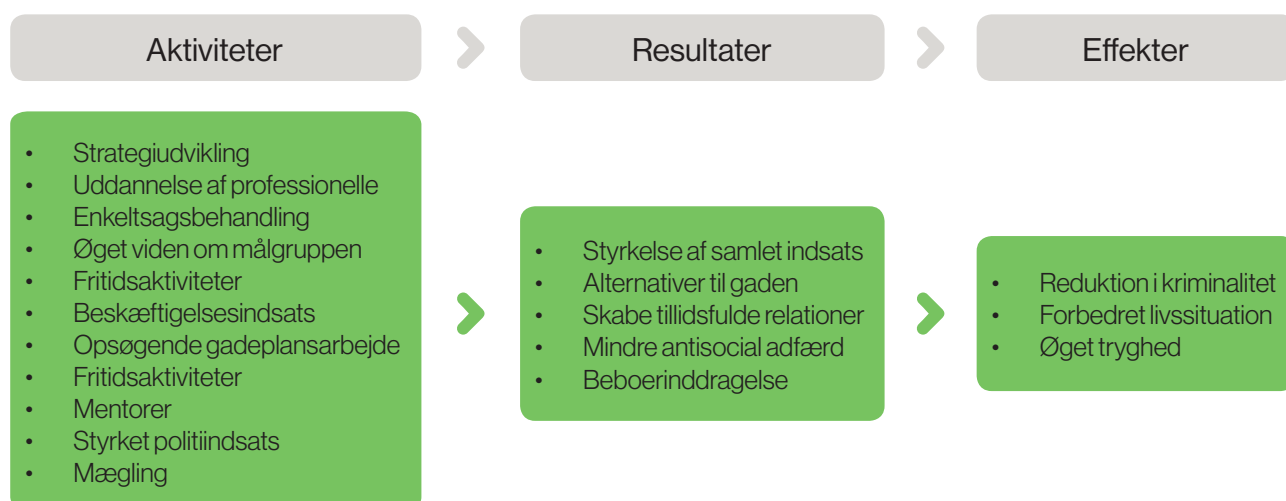 Aktiviteter
Resultater
Effekter
• Strategiudvikling
• Uddannelse af professionelle
• Enkeltsagsbehandling
• Øget viden om målgruppen
• Fritidsaktiviteter
• Beskæftigelsesindsats
• Opsøgende gadeplansarbejde
• Fritidsaktiviteter
• Mentorer
• Styrket politiindsats
• Mægling
• Styrkelse af samlet indsats
• Alternativer til gaden
• Skabe tillidsfulde relationer
• Mindre antisocial adfærd
• Beboerinddragelse
• Reduktion i kriminalitet
• Forbedret livssituation
• Øget tryghed